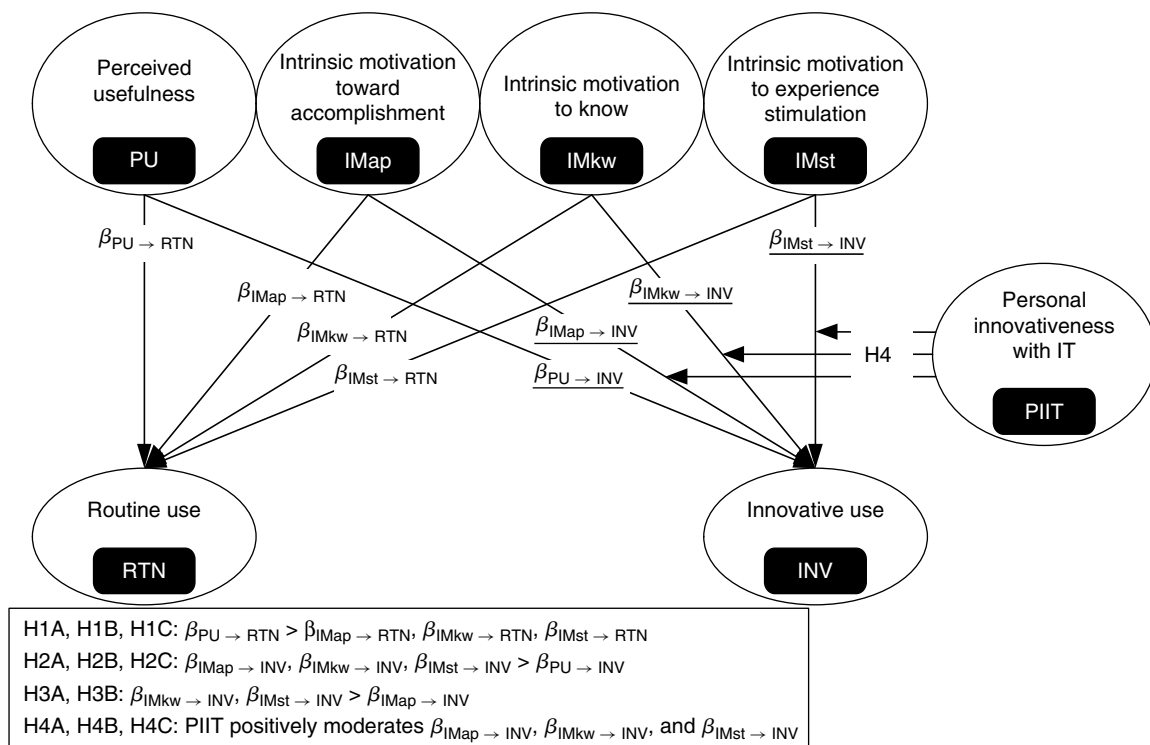 Perceived
usefulness
PU
Intrinsic motivation
toward
accomplishment
IMap
Intrinsic motivation
to know
IMkw
Intrinsic motivation
to experience
stimulation
IMst
βPU → RTN
βIMst → INV
βIMap → RTN
βIMkw → INV
βIMkw → RTN
βIMap → INV
βIMst → RTN
βPU → INV
H4
Personal
innovativeness
with IT
PIIT
Routine use
RTN
Innovative use
INV
H1A, H1B, H1C: βPU → RTN > βIMap → RTN, βIMkw → RTN, βIMst → RTN
H2A, H2B, H2C: βIMap → INV, βIMkw → INV, βIMst → INV > βPU → INV
H3A, H3B: βIMkw → INV, βIMst → INV > βIMap → INV
H4A, H4B, H4C: PIIT positively moderates βIMap → INV, βIMkw → INV, and βIMst → INV